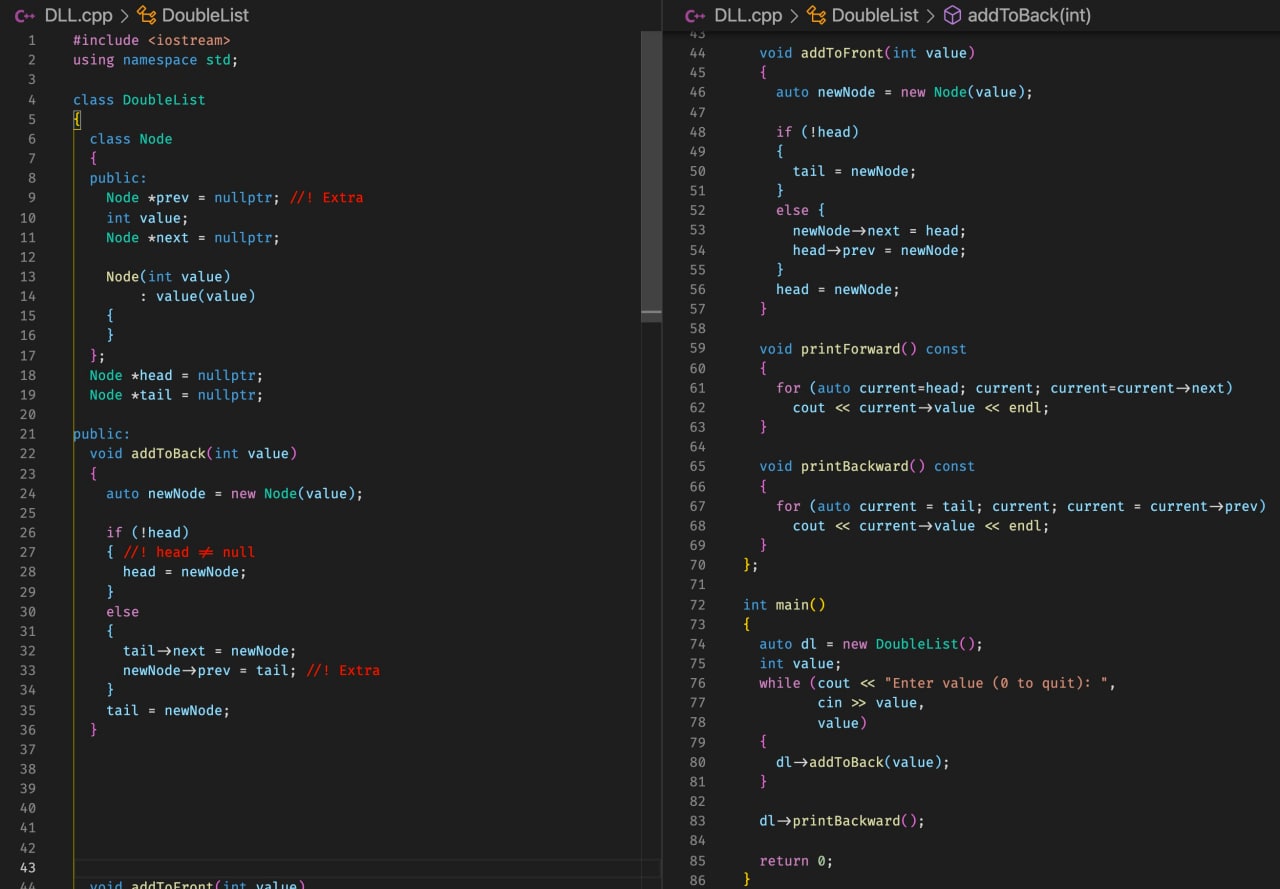 C++ DLL.cpp > DoubleList
1 #include <iostream>
2 using namespace std;
3
4 class DoubleList
5 {
6 class Node
7 {
8 public:
9 Node *prev = nullptr; //! Extra
10 int value;
11 Node *next = nullptr;
12
13 Node(int value)
14 : value(value)
15 {
16 }
17 };
18 Node *head = nullptr;
19 Node *tail = nullptr;
20
21 public:
22 void addToBack(int value)
23 {
24 auto newNode = new Node(value);
25
26 if (!head)
27 { //! head ≠ null
28 head = newNode;
29 }
30 else
31 {
32 tail→next = newNode;
33 newNode→prev = tail; //! Extra
34 }
35 tail = newNode;
36 }
37
38
39
40
41
42
43
44 void addToFront(int value)
C++ DLL.cpp > DoubleList > addToBack(int)
43
44 void addToFront(int value)
45 {
46 auto newNode = new Node(value);
47
48 if (!head)
49 {
50 tail = newNode;
51 }
52 else {
53 newNode→next = head;
54 head→prev = newNode;
55 }
56 head = newNode;
57 }
58
59 void printForward() const
60 {
61 for (auto current=head; current; current=current→next)
62 cout << current→value << endl;
63 }
64
65 void printBackward() const
66 {
67 for (auto current = tail; current; current = current→prev)
68 cout << current→value << endl;
69 }
70 };
71
72 int main()
73 {
74 auto dl = new DoubleList();
75 int value;
76 while (cout << "Enter value (0 to quit): ",
77 cin >> value,
78 value)
79 {
80 dl→addToBack(value);
81 }
82
83 dl→printBackward();
84
85 return 0;
86 }